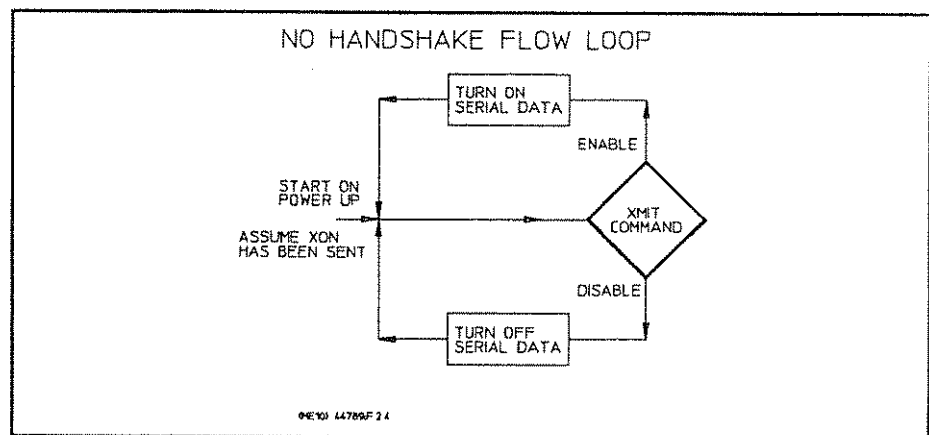 NO HANDSHAKE FLOW LOOP
TURN ON
SERIAL DATA
ENABLE
START ON
POWER UP
XMIT
COMMAND
ASSUME XON
HAS BEEN SENT
DISABLE
TURN OFF
SERIAL DATA